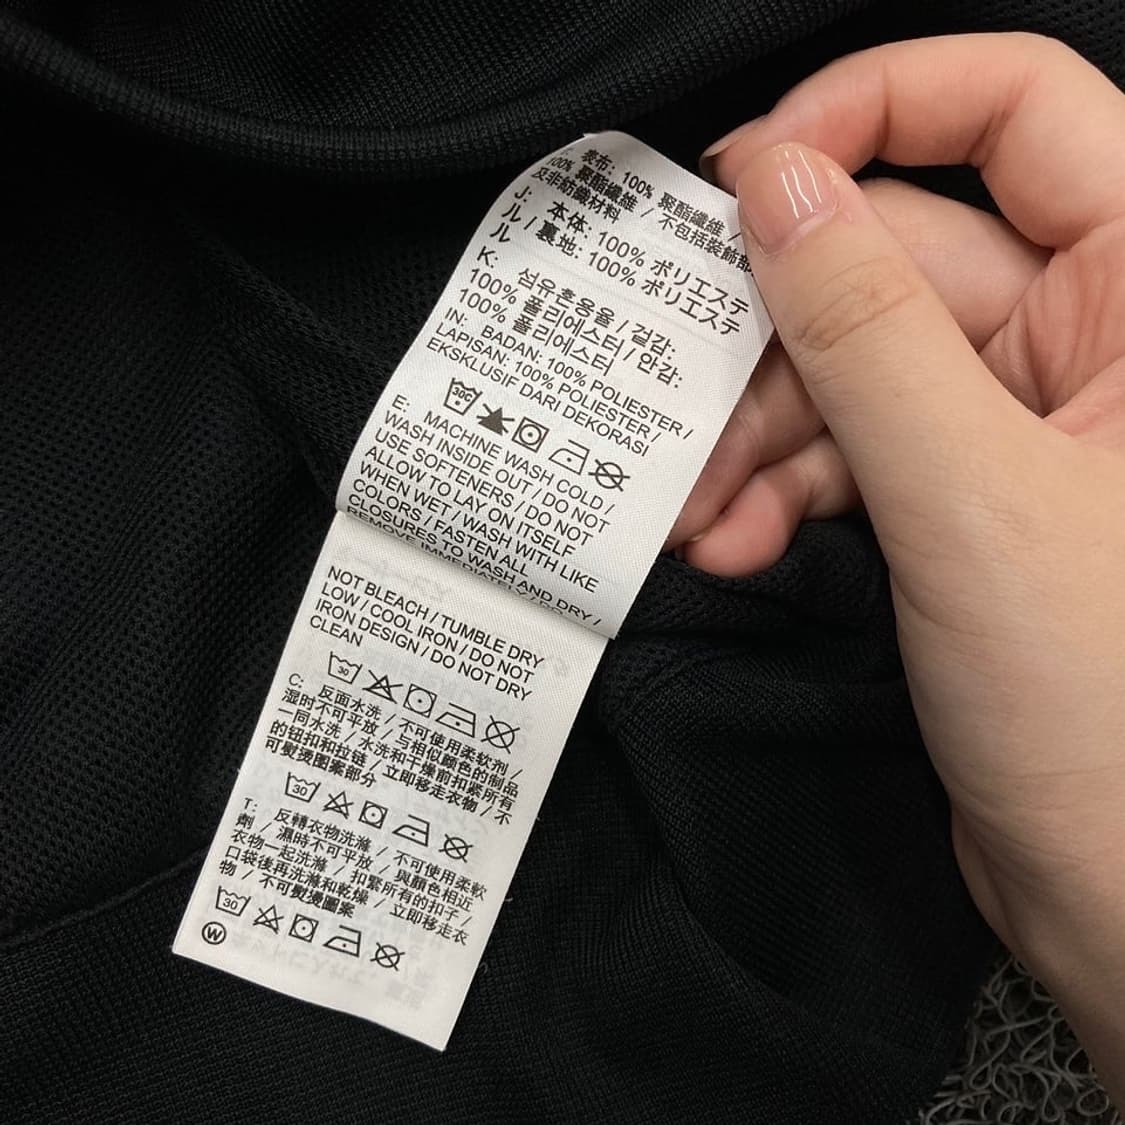 表布: 100% 聚酯纖維 /
100% 聚酯纖維 / 不包括裝飾部
及非紡織材料
J: 本体: 100% ポリエステ
ル / 裏地: 100% ポリエステ
ル
K: 섬유혼용율 / 겉감:
100% 폴리에스터 / 안감:
100% 폴리에스터
IN: BADAN: 100% POLIESTER /
LAPISAN: 100% POLIESTER /
EKSKLUSIF DARI DEKORASI
30C
E: MACHINE WASH COLD /
WASH INSIDE OUT / DO NOT
USE SOFTENERS / DO NOT
ALLOW TO LAY ON ITSELF
WHEN WET / WASH WITH LIKE
COLORS / FASTEN ALL
CLOSURES TO WASH AND DRY /
REMOVE IMMEDIATELY / DO
NOT BLEACH / TUMBLE DRY
LOW / COOL IRON / DO NOT
IRON DESIGN / DO NOT DRY
CLEAN
30
C: 反面水洗 / 不可使用柔软剂 /
湿时不可平放 / 与相似颜色的制品
一同水洗 / 水洗和干燥前扣紧所有
的钮扣和拉链 / 立即移走衣物 / 不
可熨烫图案部分
30
T: 反轉衣物洗滌 / 不可使用柔軟
劑 / 濕時不可平放 / 與顏色相近
衣物一起洗滌 / 扣緊所有的扣子 /
口袋後再洗滌和乾燥 / 立即移走衣
物 / 不可熨燙圖案
30
W